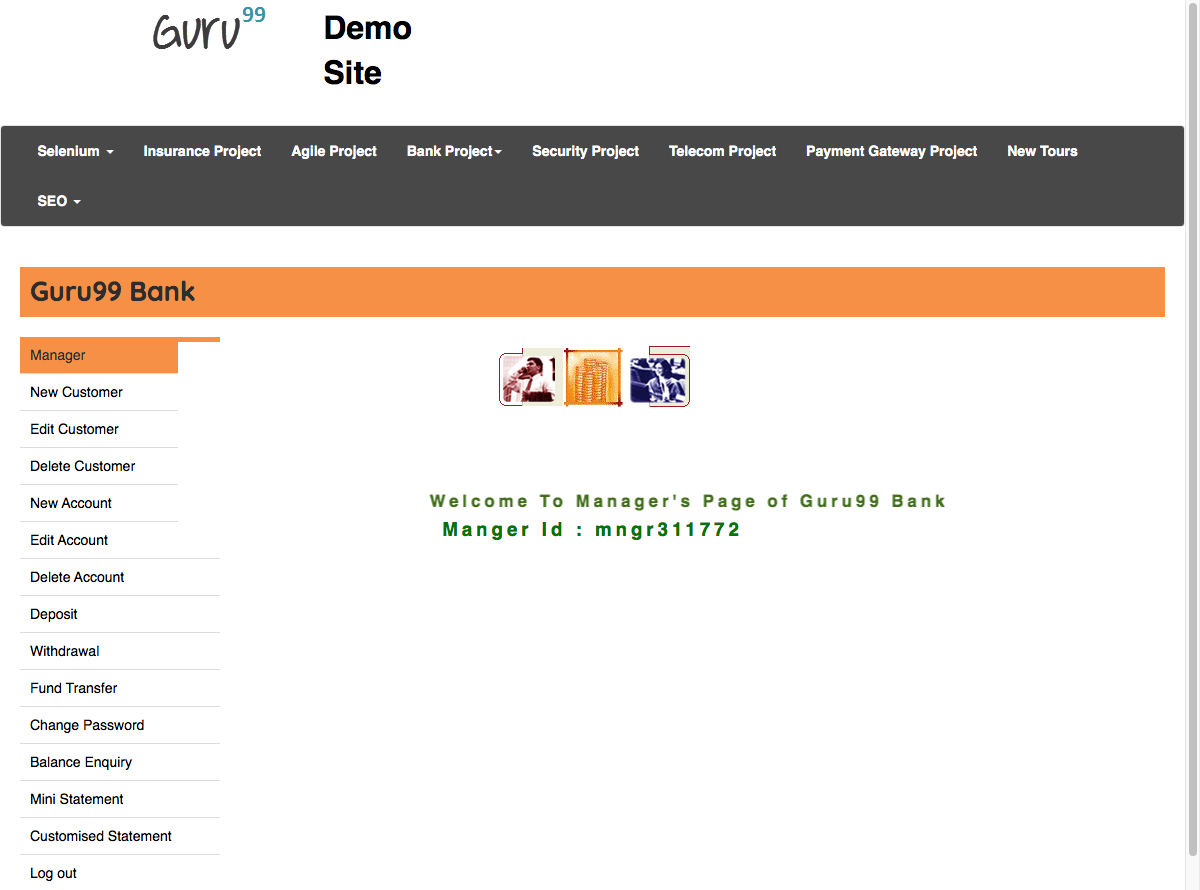 Guru99
Demo
Site
Selenium Insurance Project Agile Project Bank Project Security Project Telecom Project Payment Gateway Project New Tours
SEO
Guru99 Bank
Manager
New Customer
Edit Customer
Delete Customer
New Account
Edit Account
Delete Account
Deposit
Withdrawal
Fund Transfer
Change Password
Balance Enquiry
Mini Statement
Customised Statement
Log out
Welcome To Manager's Page of Guru99 Bank
Manger Id : mngr311772